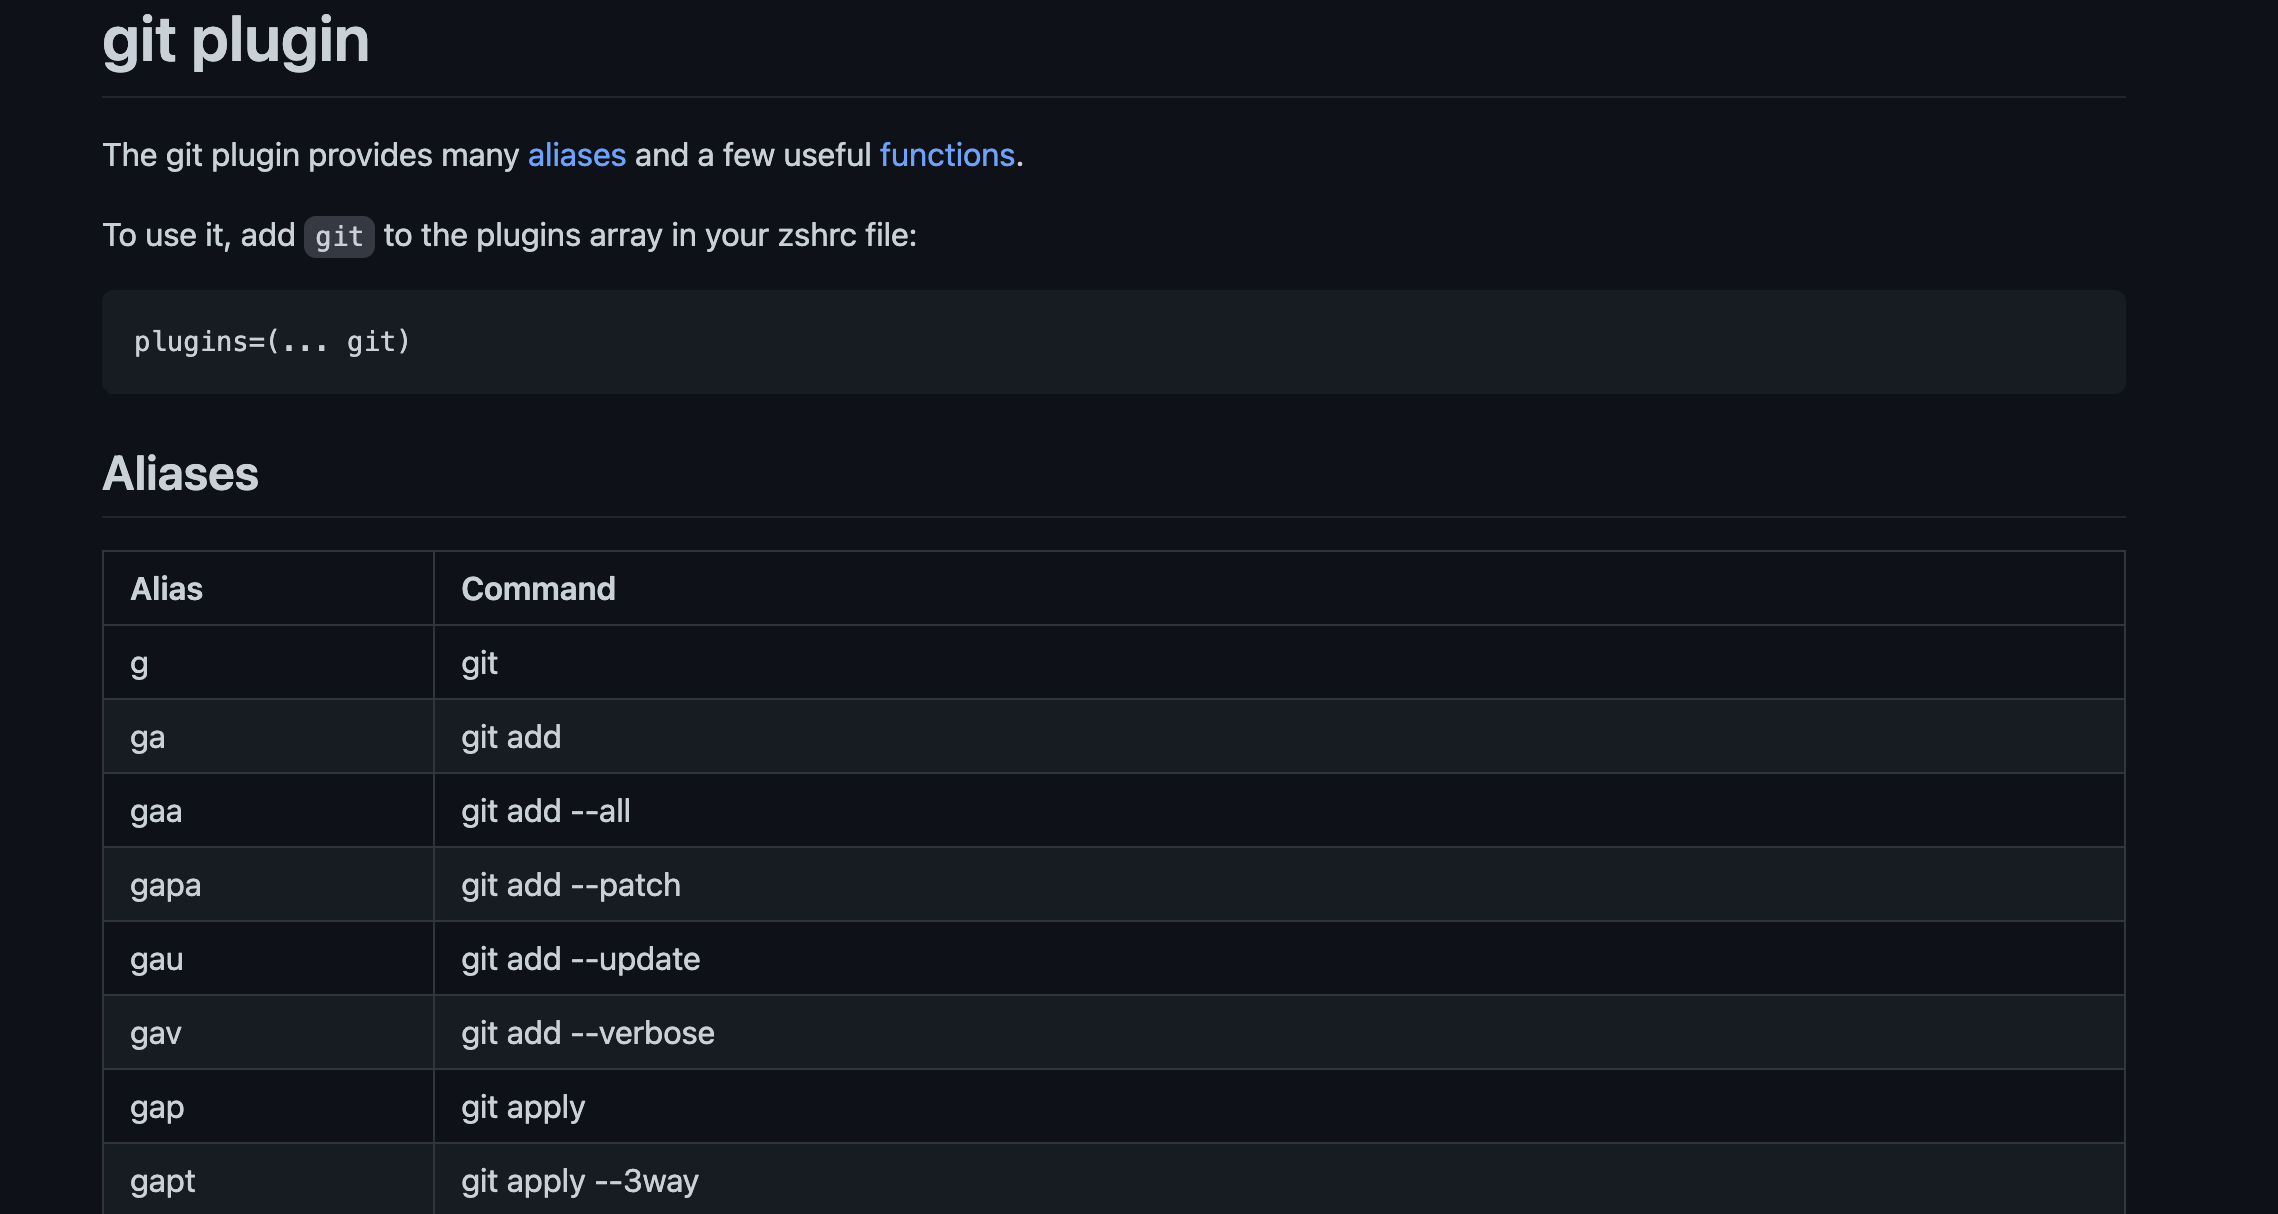 git plugin
The git plugin provides many aliases and a few useful functions.
To use it, add git to the plugins array in your zshrc file:
plugins=(... git)
Aliases
Alias Command
g git
ga git add
gaa git add --all
gapa git add --patch
gau git add --update
gav git add --verbose
gap git apply
gapt git apply --3way